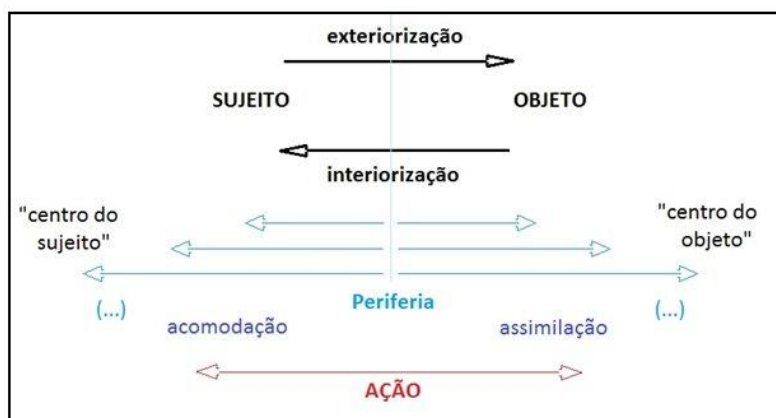 exteriorização
SUJEITO
OBJETO
interiorização
"centro do
sujeito"
"centro do
objeto"
Periferia
(...)
(...)
acomodação
assimilação
AÇÃO